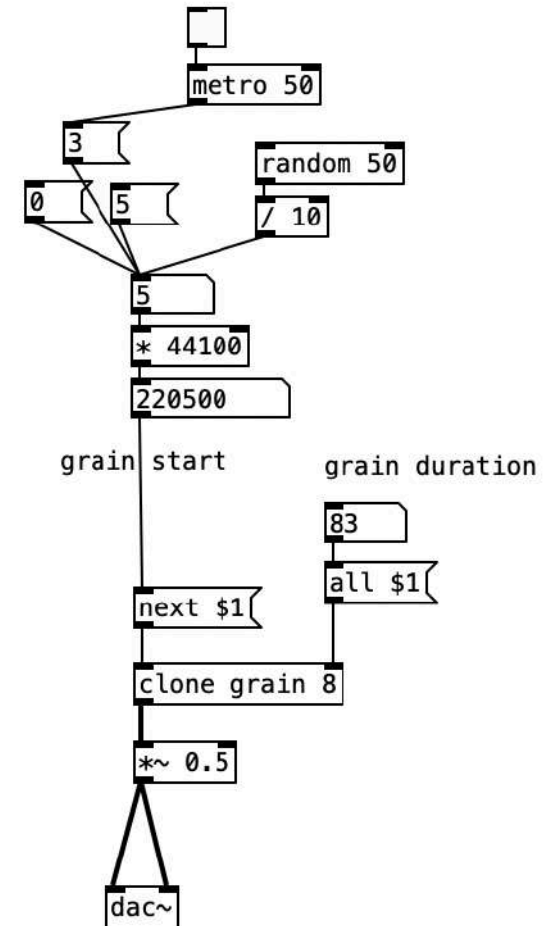 metro 50
3
random 50
0
5
/ 10
5
* 44100
220500
grain start
grain duration
83
all $1
next $1
clone grain 8
*~ 0.5
dac~